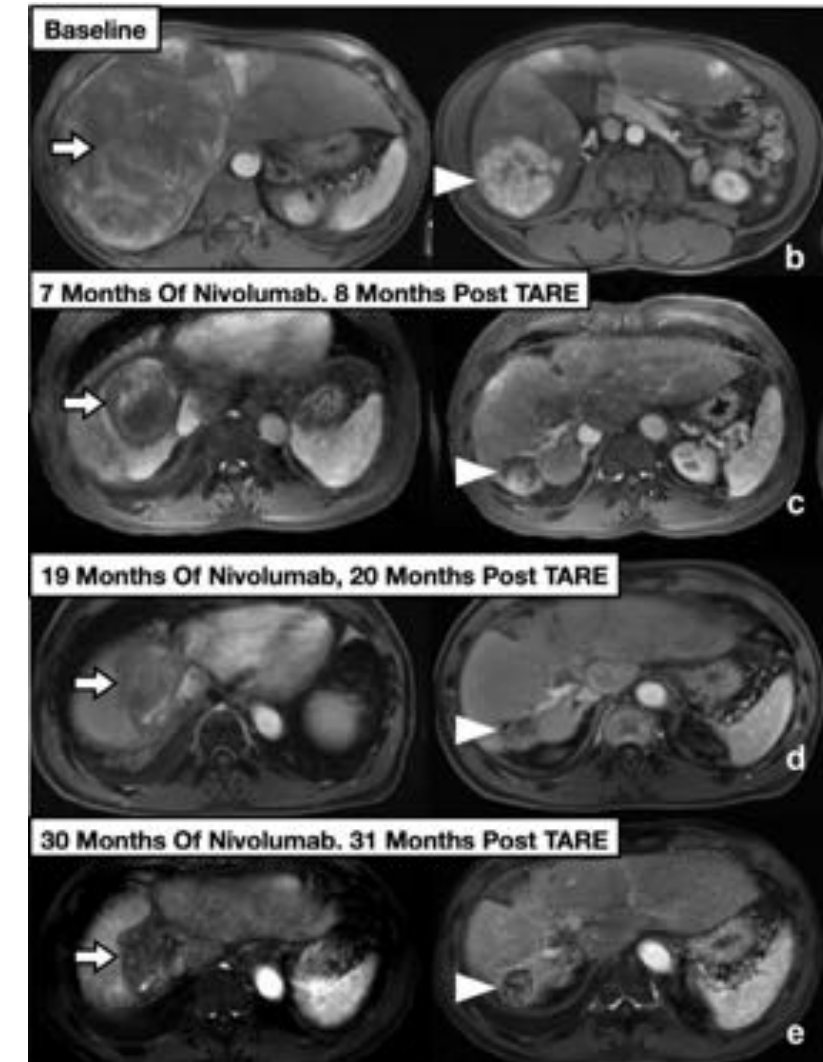 Baseline
b
7 Months Of Nivolumab. 8 Months Post TARE
c
19 Months Of Nivolumab, 20 Months Post TARE
d
30 Months Of Nivolumab. 31 Months Post TARE
e